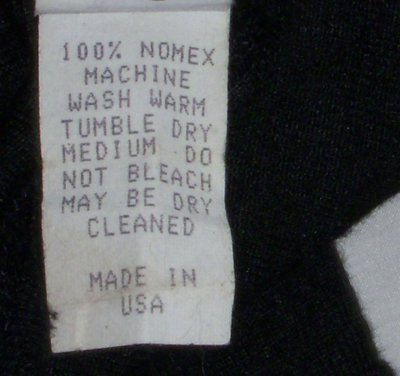 100% NOMEX
MACHINE
WASH WARM
TUMBLE DRY
MEDIUM DO
NOT BLEACH
MAY BE DRY
CLEANED
MADE IN
USA